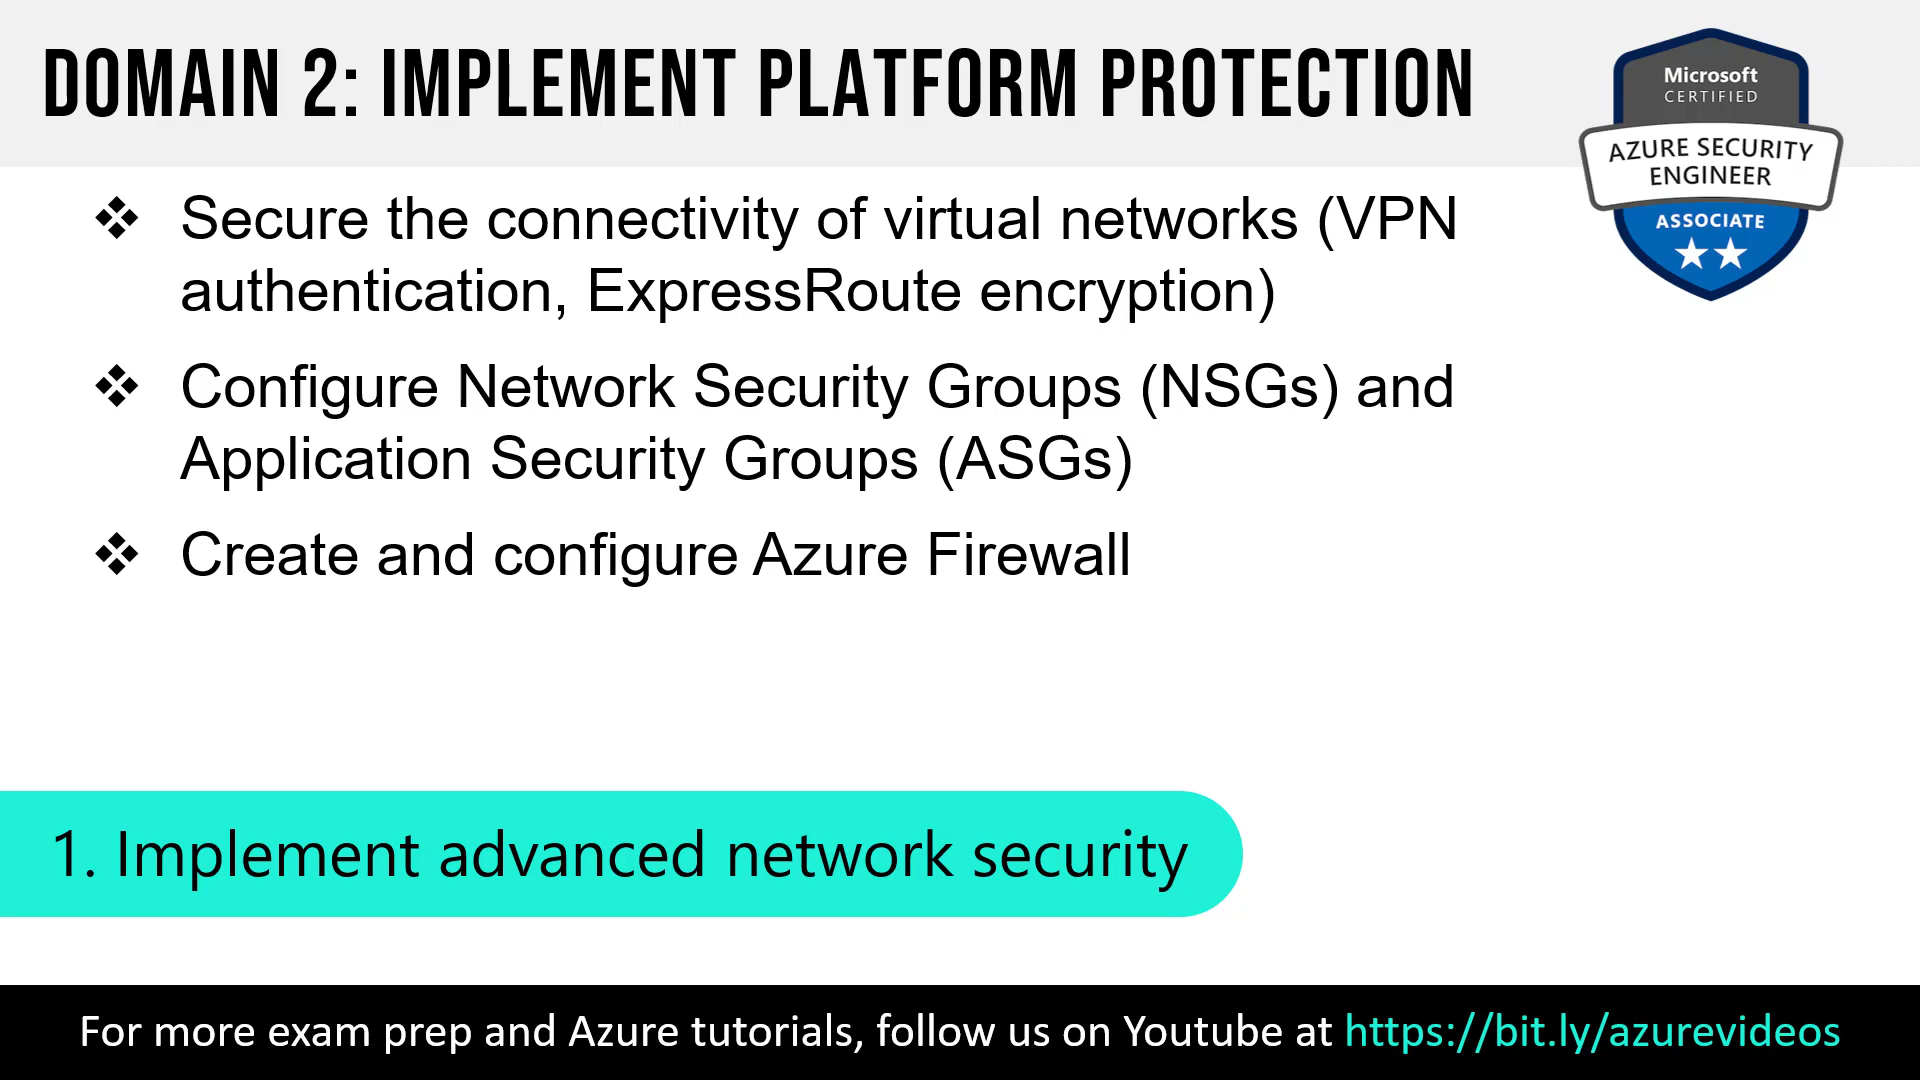 DOMAIN 2: IMPLEMENT PLATFORM PROTECTION
Microsoft
CERTIFIED
AZURE SECURITY
ENGINEER
ASSOCIATE
❖ Secure the connectivity of virtual networks (VPN
authentication, ExpressRoute encryption)
❖ Configure Network Security Groups (NSGs) and
Application Security Groups (ASGs)
❖ Create and configure Azure Firewall
1. Implement advanced network security
For more exam prep and Azure tutorials, follow us on Youtube at https://bit.ly/azurevideos